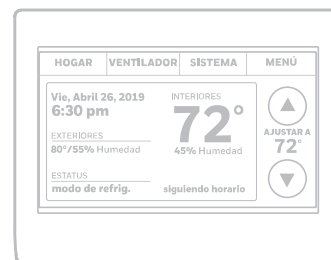 HOGAR VENTILADOR SISTEMA MENÚ
Vie, Abril 26, 2019
6:30 pm
INTERIORES
72°
45% Humedad
EXTERIORES
80°/55% Humedad
ESTATUS
modo de refrig. siguiendo horario
AJUSTAR A
72°